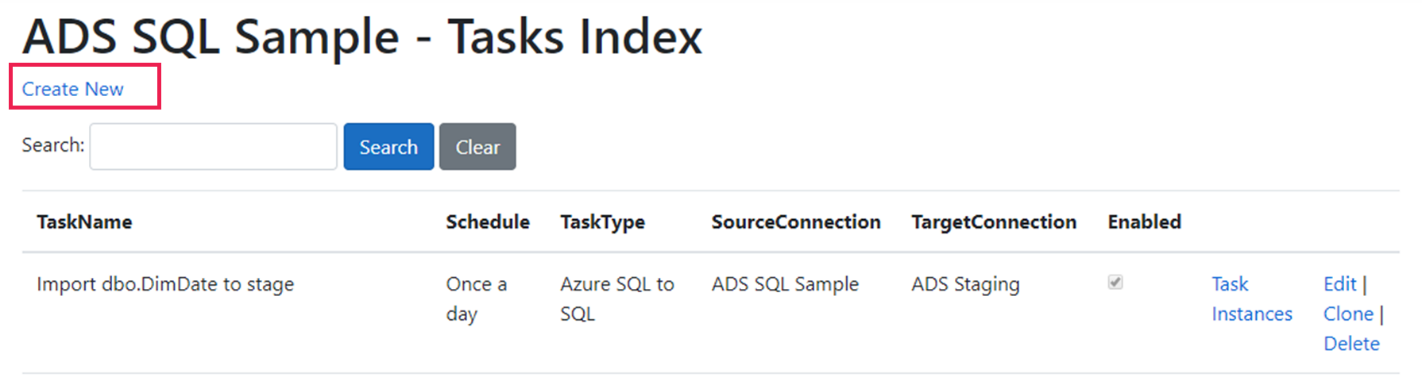 ADS SQL Sample - Tasks Index
Create New
Search: Search Clear
TaskName Schedule TaskType SourceConnection TargetConnection Enabled
Import dbo.DimDate to stage Once a Azure SQL to ADS SQL Sample ADS Staging Task Edit |
day SQL Instances Clone |
Delete